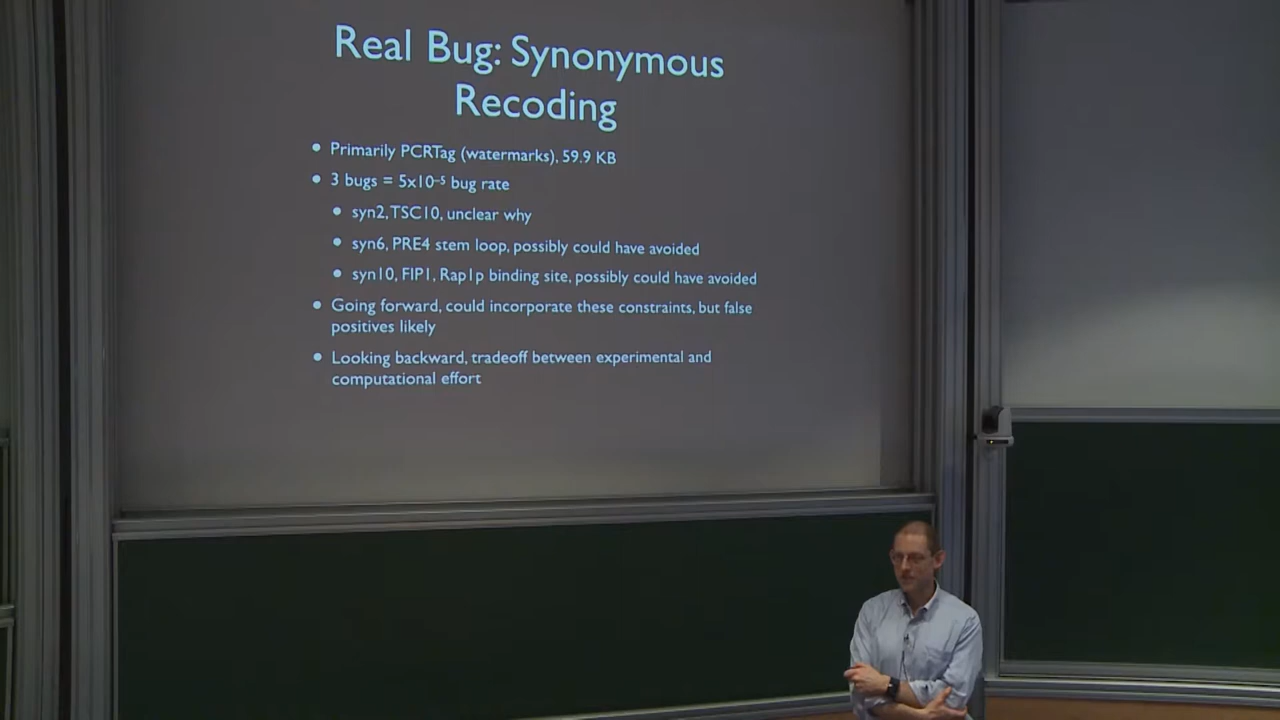 Real Bug: Synonymous
Recoding
• Primarily PCRTag (watermarks), 59.9 KB
• 3 bugs = 5x10⁻⁵ bug rate
• syn2, TSC10, unclear why
• syn6, PRE4 stem loop, possibly could have avoided
• syn10, FIP1, Rap1p binding site, possibly could have avoided
• Going forward, could incorporate these constraints, but false
positives likely
• Looking backward, tradeoff between experimental and
computational effort